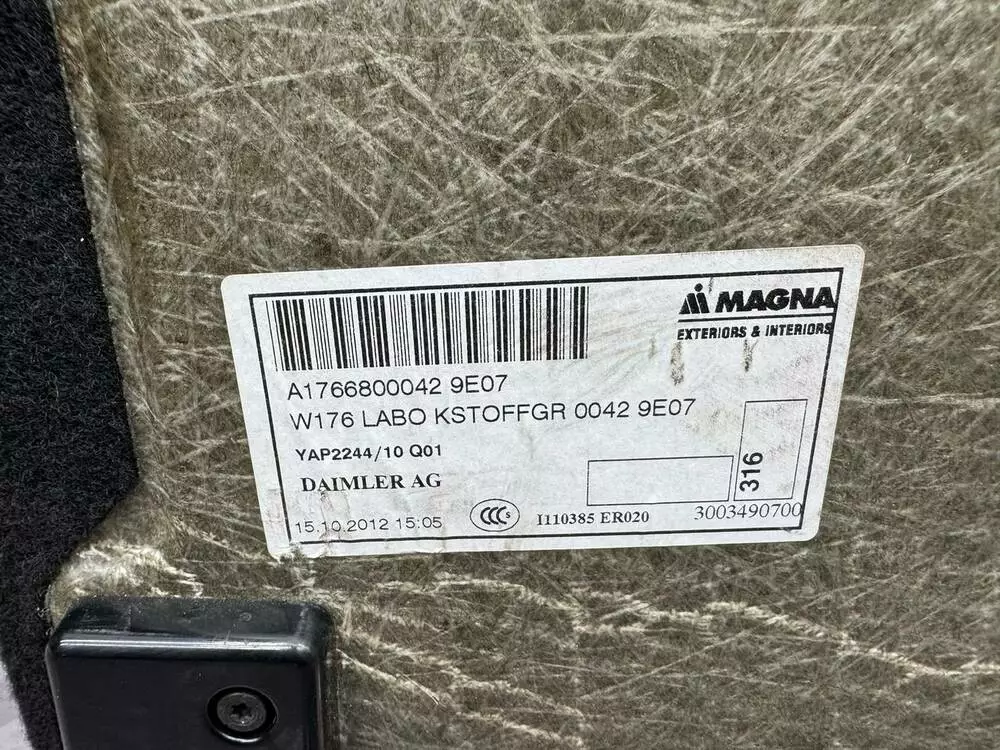 MAGNA
EXTERIORS & INTERIORS
A1766800042 9E07
W176 LABO KSTOFFGR 0042 9E07
YAP2244/10 Q01
DAIMLER AG
316
15.10.2012 15:05
CCC S
I110385 ER020
3003490700